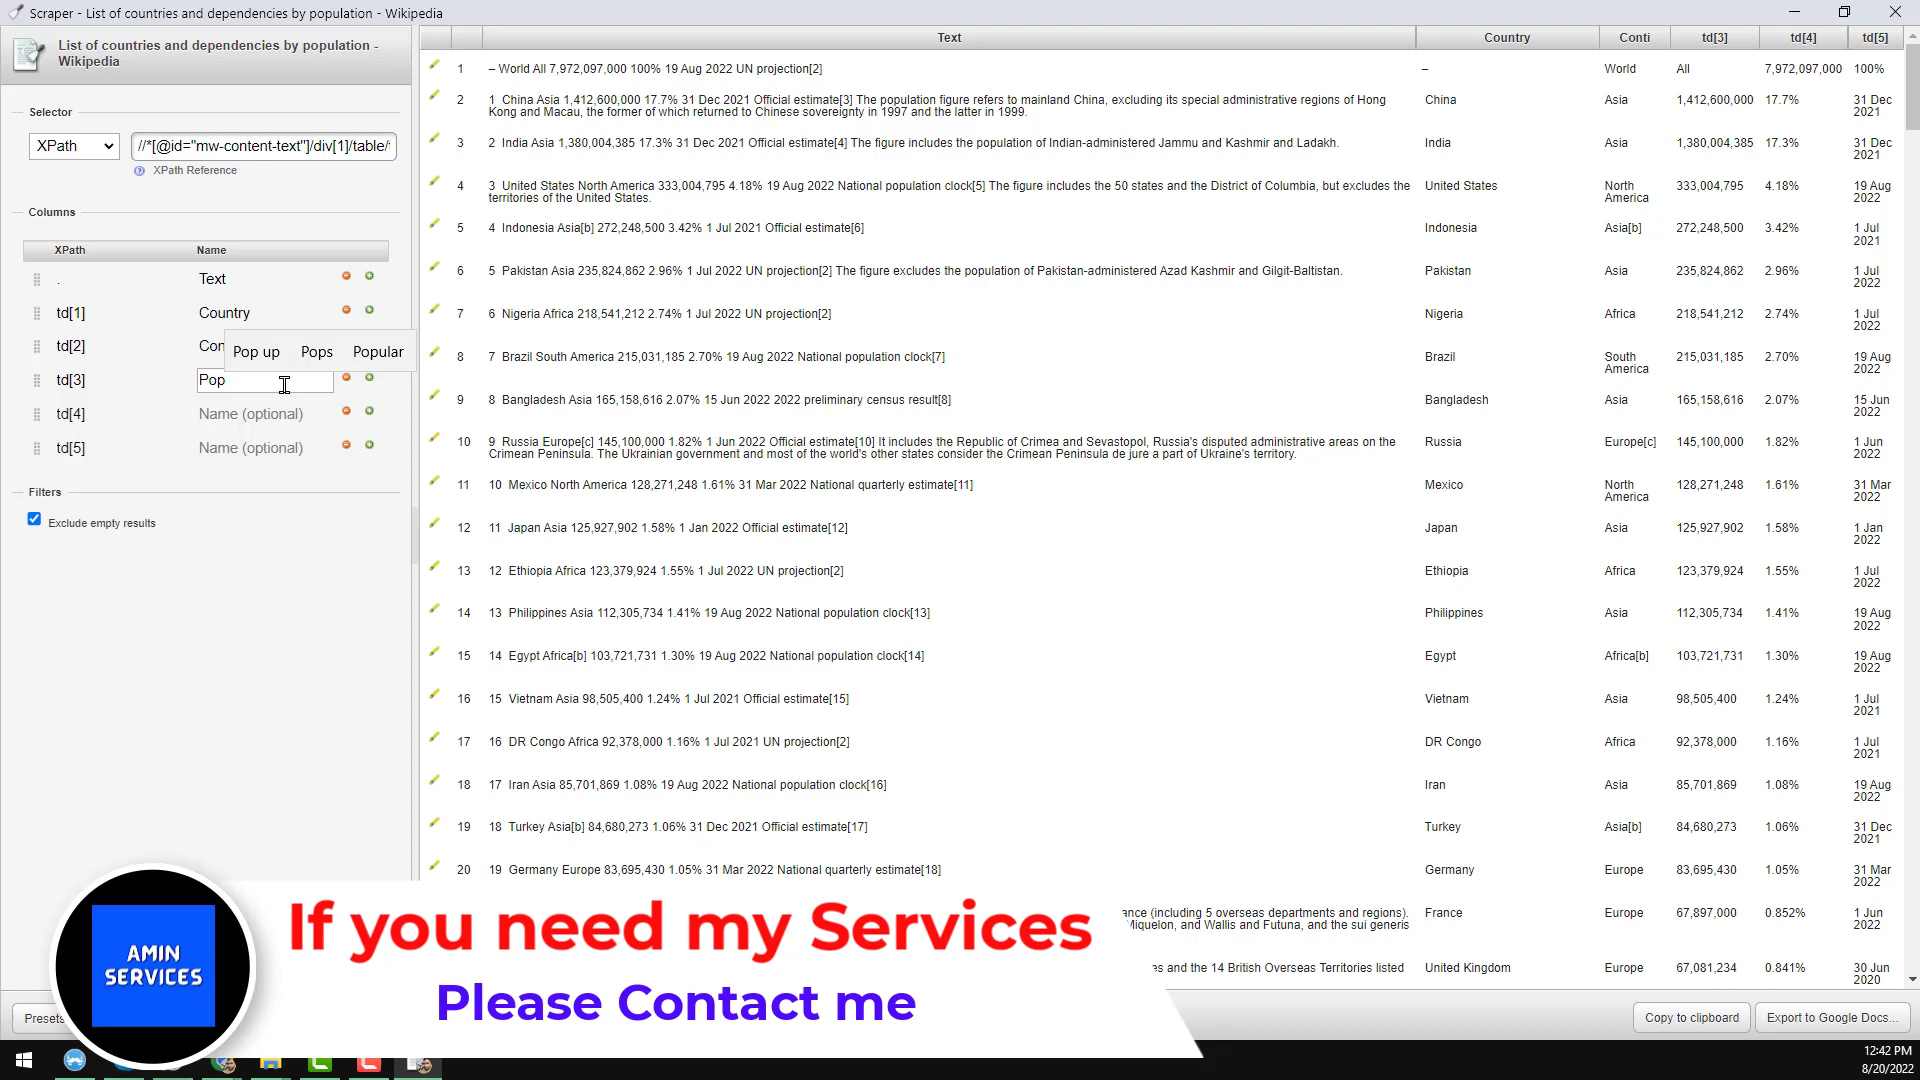 Scraper - List of countries and dependencies by population - Wikipedia
List of countries and dependencies by population -
Wikipedia
Selector
XPath
//*[@id="mw-content-text"]/div[1]/table/
XPath Reference
Columns
XPath Name
. Text
td[1] Country
td[2] Con
Pop up Pops Popular
td[3] Pop
td[4] Name (optional)
td[5] Name (optional)
Filters
Exclude empty results
Text Country Conti td[3] td[4] td[5]
1 – World All 7,972,097,000 100% 19 Aug 2022 UN projection[2] – World All 7,972,097,000 100%
2 1 China Asia 1,412,600,000 17.7% 31 Dec 2021 Official estimate[3] The population figure refers to mainland China, excluding its special administrative regions of Hong China Asia 1,412,600,000 17.7% 31 Dec
Kong and Macau, the former of which returned to Chinese sovereignty in 1997 and the latter in 1999. 2021
3 2 India Asia 1,380,004,385 17.3% 31 Dec 2021 Official estimate[4] The figure includes the population of Indian-administered Jammu and Kashmir and Ladakh. India Asia 1,380,004,385 17.3% 31 Dec
2021
4 3 United States North America 333,004,795 4.18% 19 Aug 2022 National population clock[5] The figure includes the 50 states and the District of Columbia, but excludes the United States North 333,004,795 4.18% 19 Aug
territories of the United States. America 2022
5 4 Indonesia Asia[b] 272,248,500 3.42% 1 Jul 2021 Official estimate[6] Indonesia Asia[b] 272,248,500 3.42% 1 Jul
2021
6 5 Pakistan Asia 235,824,862 2.96% 1 Jul 2022 UN projection[2] The figure excludes the population of Pakistan-administered Azad Kashmir and Gilgit-Baltistan. Pakistan Asia 235,824,862 2.96% 1 Jul
2022
7 6 Nigeria Africa 218,541,212 2.74% 1 Jul 2022 UN projection[2] Nigeria Africa 218,541,212 2.74% 1 Jul
2022
8 7 Brazil South America 215,031,185 2.70% 19 Aug 2022 National population clock[7] Brazil South 215,031,185 2.70% 19 Aug
America 2022
9 8 Bangladesh Asia 165,158,616 2.07% 15 Jun 2022 2022 preliminary census result[8] Bangladesh Asia 165,158,616 2.07% 15 Jun
2022
10 9 Russia Europe[c] 145,100,000 1.82% 1 Jun 2022 Official estimate[10] It includes the Republic of Crimea and Sevastopol, Russia's disputed administrative areas on the Russia Europe[c] 145,100,000 1.82% 1 Jun
Crimean Peninsula. The Ukrainian government and most of the world's other states consider the Crimean Peninsula de jure a part of Ukraine's territory. 2022
11 10 Mexico North America 128,271,248 1.61% 31 Mar 2022 National quarterly estimate[11] Mexico North 128,271,248 1.61% 31 Mar
America 2022
12 11 Japan Asia 125,927,902 1.58% 1 Jan 2022 Official estimate[12] Japan Asia 125,927,902 1.58% 1 Jan
2022
13 12 Ethiopia Africa 123,379,924 1.55% 1 Jul 2022 UN projection[2] Ethiopia Africa 123,379,924 1.55% 1 Jul
2022
14 13 Philippines Asia 112,305,734 1.41% 19 Aug 2022 National population clock[13] Philippines Asia 112,305,734 1.41% 19 Aug
2022
15 14 Egypt Africa[b] 103,721,731 1.30% 19 Aug 2022 National population clock[14] Egypt Africa[b] 103,721,731 1.30% 19 Aug
2022
16 15 Vietnam Asia 98,505,400 1.24% 1 Jul 2021 Official estimate[15] Vietnam Asia 98,505,400 1.24% 1 Jul
2021
17 16 DR Congo Africa 92,378,000 1.16% 1 Jul 2021 UN projection[2] DR Congo Africa 92,378,000 1.16% 1 Jul
2021
18 17 Iran Asia 85,701,869 1.08% 19 Aug 2022 National population clock[16] Iran Asia 85,701,869 1.08% 19 Aug
2022
19 18 Turkey Asia[b] 84,680,273 1.06% 31 Dec 2021 Official estimate[17] Turkey Asia[b] 84,680,273 1.06% 31 Dec
2021
20 19 Germany Europe 83,695,430 1.05% 31 Mar 2022 National quarterly estimate[18] Germany Europe 83,695,430 1.05% 31 Mar
2022
(including 5 overseas departments and regions). France Europe 67,897,000 0.852% 1 Jun
Miquelon, and Wallis and Futuna, and the sui generis 2022
and the 14 British Overseas Territories listed United Kingdom Europe 67,081,234 0.841% 30 Jun
2020
AMIN
SERVICES
If you need my Services
Please Contact me
Presets
Copy to clipboard
Export to Google Docs...
12:42 PM
8/20/2022